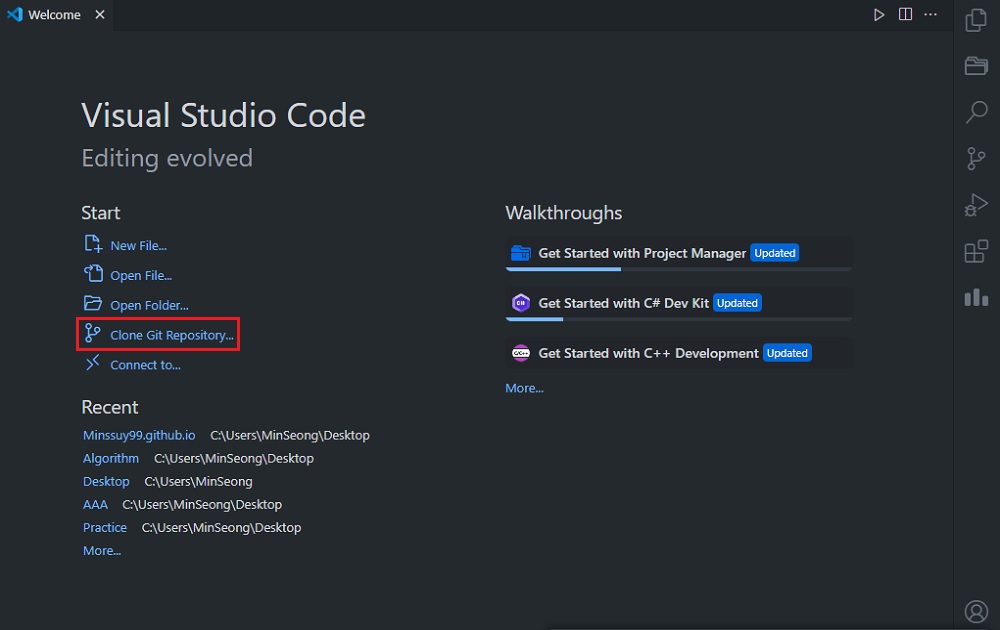 Welcome
Visual Studio Code
Editing evolved
Start
New File...
Open File...
Open Folder...
Clone Git Repository...
Connect to...
Recent
Minssuy99.github.io C:\Users\MinSeong\Desktop
Algorithm C:\Users\MinSeong\Desktop
Desktop C:\Users\MinSeong
AAA C:\Users\MinSeong\Desktop
Practice C:\Users\MinSeong\Desktop
More...
Walkthroughs
Get Started with Project Manager Updated
C#
Get Started with C# Dev Kit Updated
C/C++
Get Started with C++ Development Updated
More...